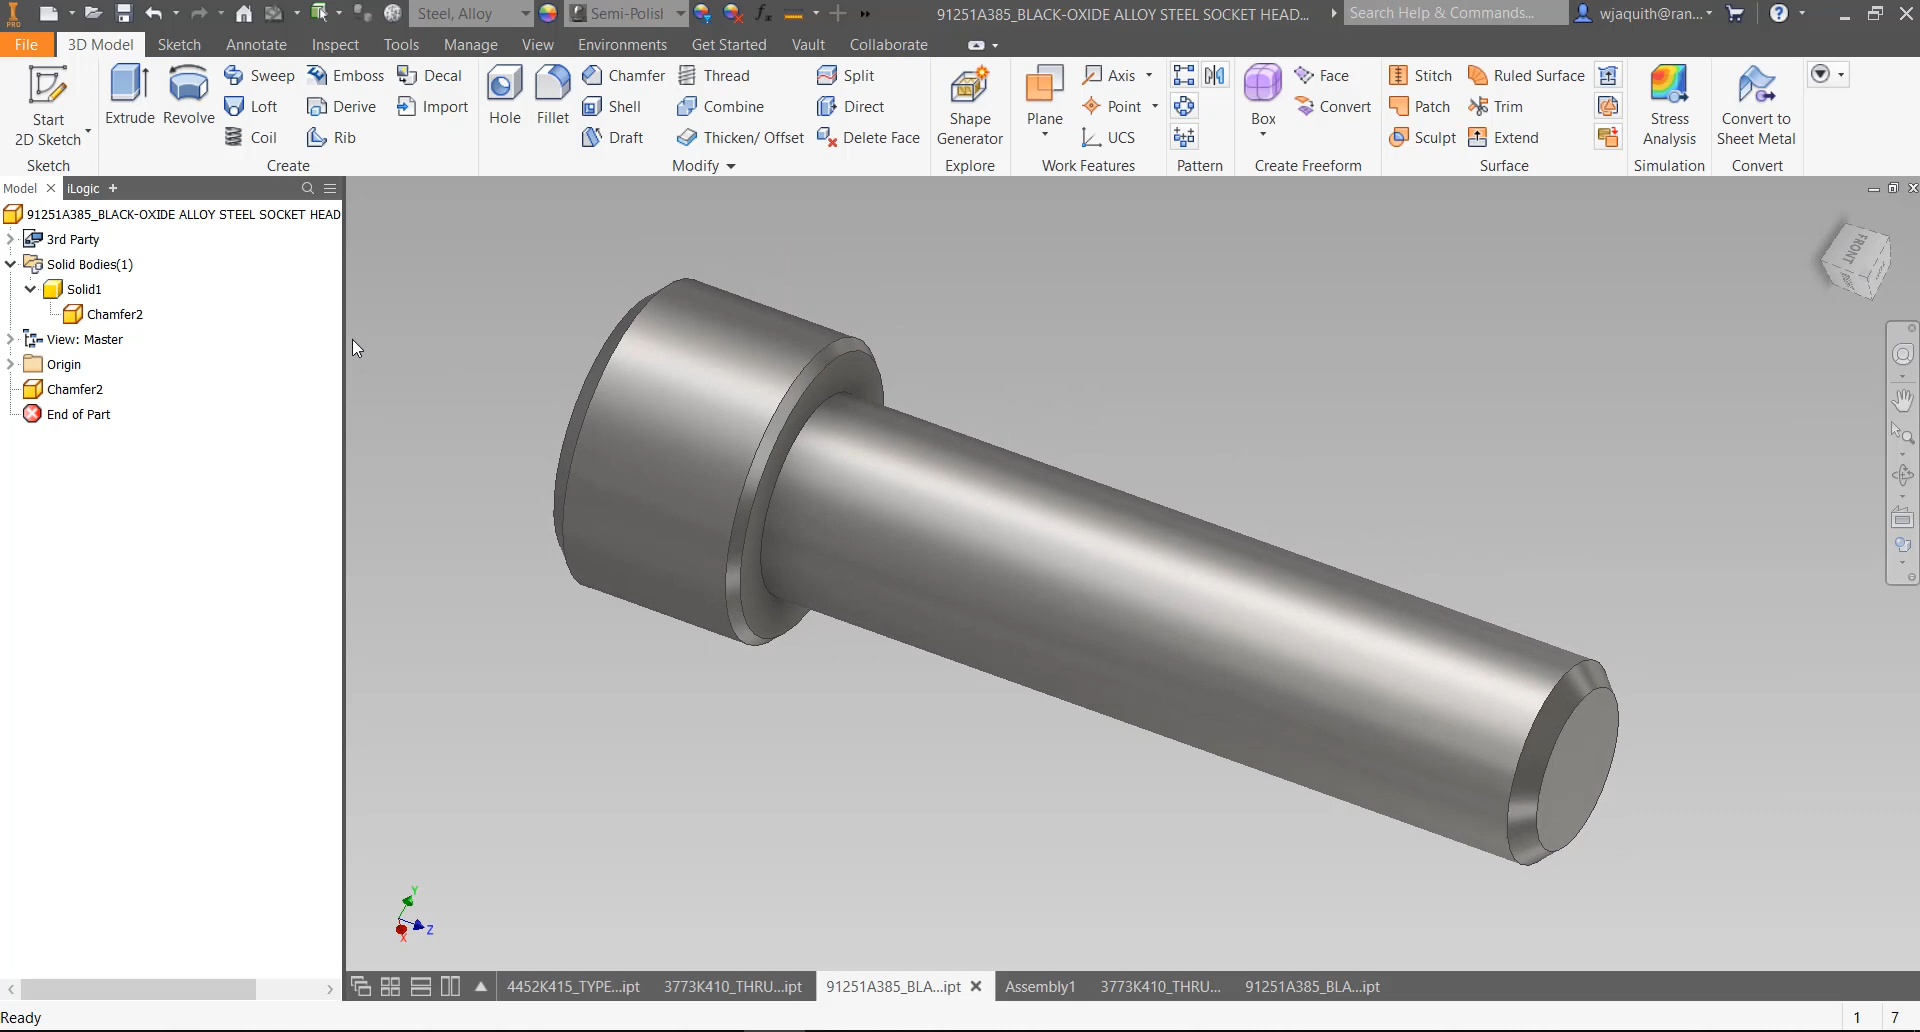 PRO
Steel, Alloy
Semi-Polisl
fx
91251A385_BLACK-OXIDE ALLOY STEEL SOCKET HEAD...
Search Help & Commands...
wjaquith@ran...
File
3D Model
Sketch
Annotate
Inspect
Tools
Manage
View
Environments
Get Started
Vault
Collaborate
Start
2D Sketch
Sketch
Extrude
Revolve
Sweep
Loft
Coil
Emboss
Derive
Rib
Decal
Import
Create
Hole
Fillet
Chamfer
Shell
Draft
Thread
Combine
Thicken/ Offset
Split
Direct
Delete Face
Modify
Shape
Generator
Explore
Plane
Axis
Point
UCS
Work Features
Pattern
Box
Face
Convert
Create Freeform
Stitch
Patch
Sculpt
Ruled Surface
Trim
Extend
Surface
Stress
Analysis
Simulation
Convert to
Sheet Metal
Convert
Model
iLogic
91251A385_BLACK-OXIDE ALLOY STEEL SOCKET HEAD
3rd Party
Solid Bodies(1)
Solid1
Chamfer2
View: Master
Origin
Chamfer2
End of Part
FRONT
Y
Z
X
4452K415_TYPE...ipt
3773K410_THRU...ipt
91251A385_BLA...ipt
Assembly1
3773K410_THRU...
91251A385_BLA...ipt
Ready
1
7